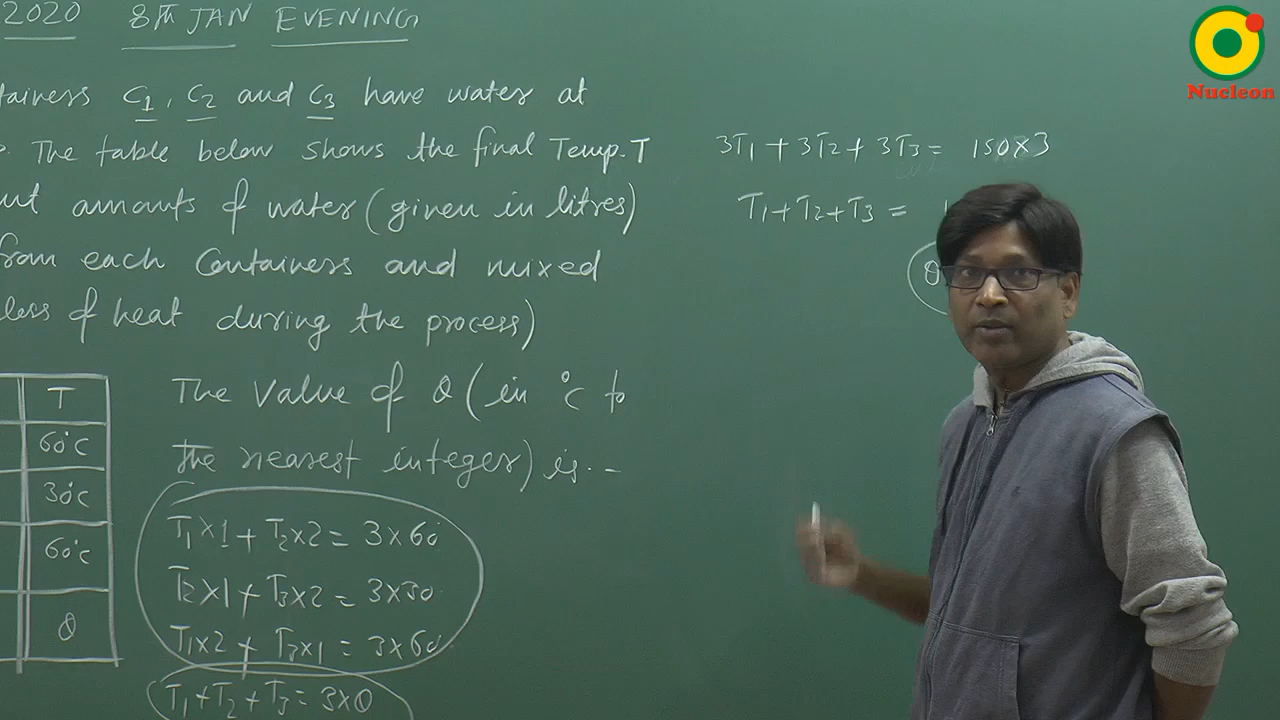 2020 8th JAN EVENING
tainers C1, C2 and C3 have water at
The table below shows the final Temp. T
amounts of water (given in litres)
from each Containers and mixed
loss of heat during the process)
T
60°C
30°C
60°C
θ
The Value of θ (in °c to
the nearest integer) is..-
T1×1 + T2×2 = 3×60
T2×1 + T3×2 = 3×30
T1×2 + T3×1 = 3×60
T1+T2+T3 = 3×θ
3T1 + 3T2 + 3T3 = 150×3
T1+T2+T3 =
θ
Nucleon